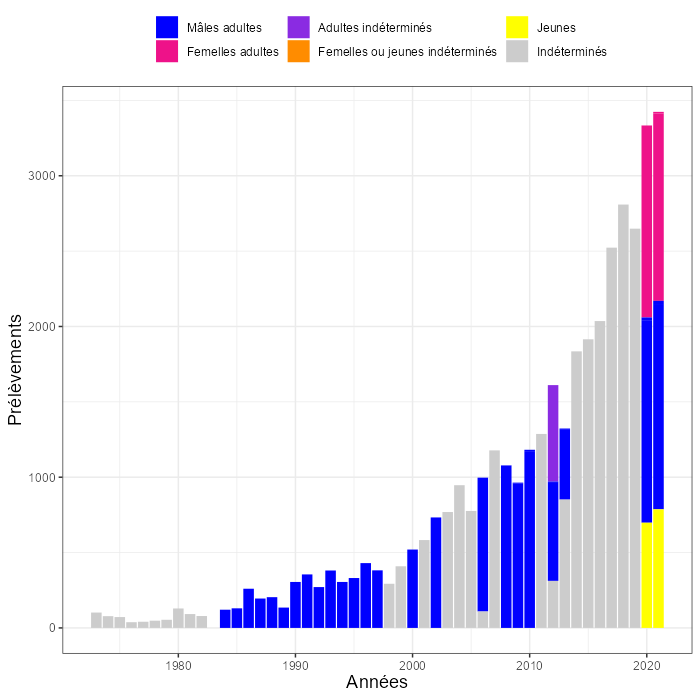 Mâles adultes
Adultes indéterminés
Jeunes
Femelles adultes
Femelles ou jeunes indéterminés
Indéterminés
Prélèvements
3000
2000
1000
0
1980
1990
2000
2010
2020
Années